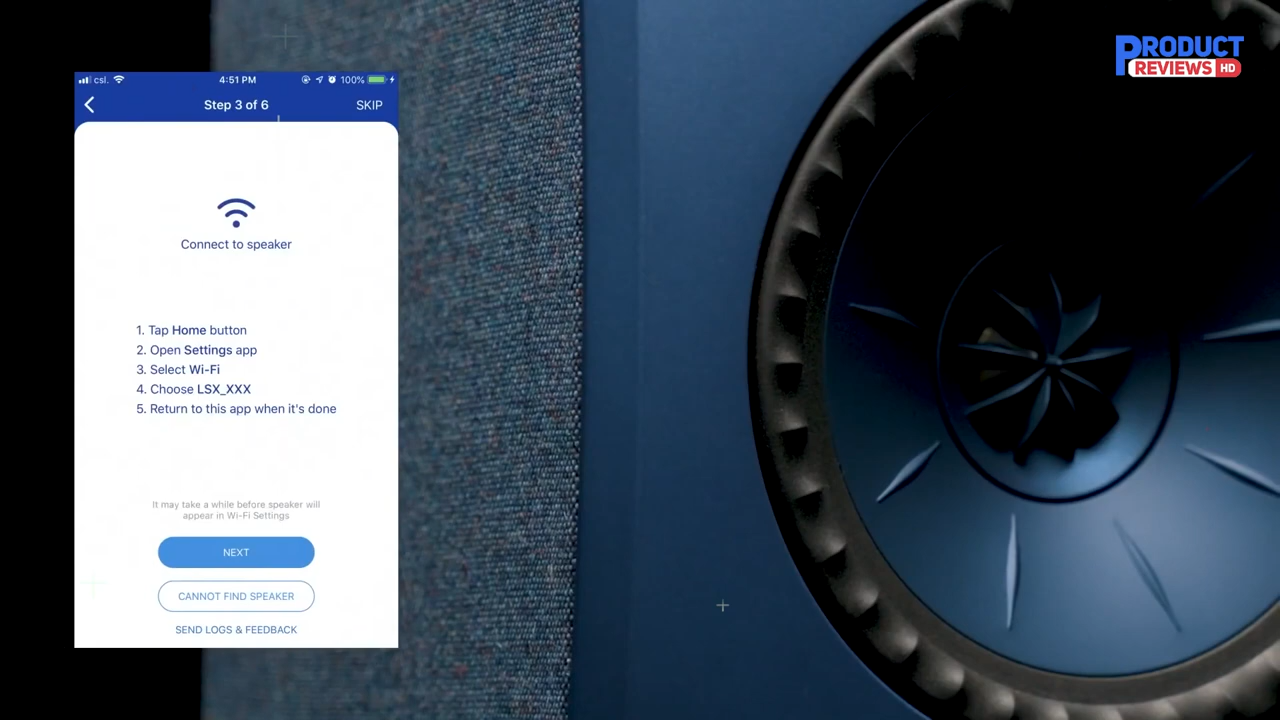 PRODUCT
REVIEWS HD
csl.
4:51 PM
100%
Step 3 of 6
SKIP
Connect to speaker
1. Tap Home button
2. Open Settings app
3. Select Wi-Fi
4. Choose LSX_XXX
5. Return to this app when it's done
It may take a while before speaker will
appear in Wi-Fi Settings
NEXT
CANNOT FIND SPEAKER
SEND LOGS & FEEDBACK